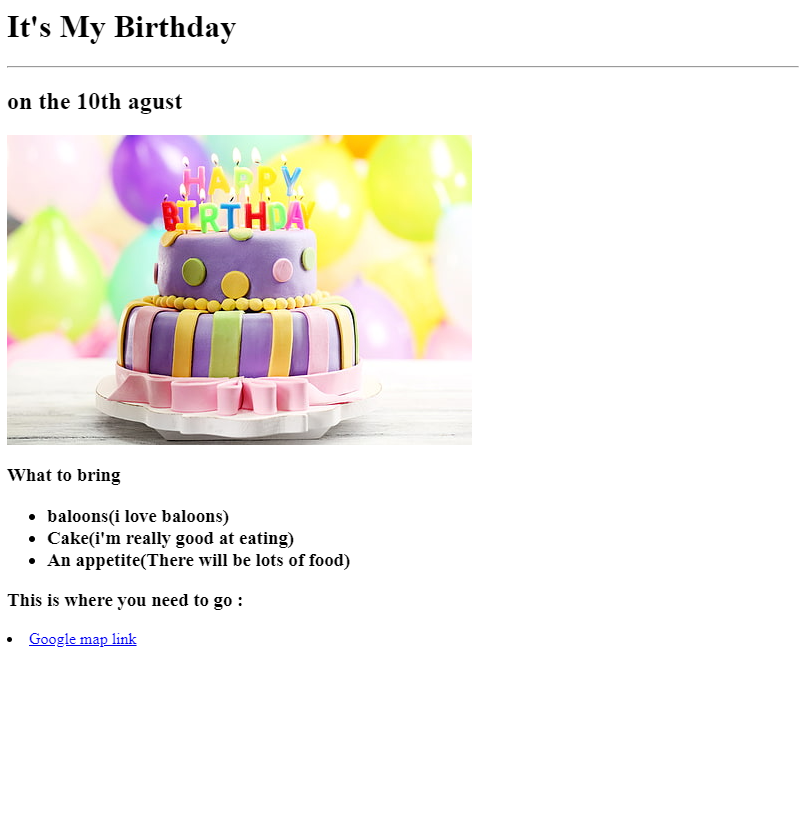 It's My Birthday
on the 10th agust
HAPPY
BIRTHDAY
What to bring
baloons(i love baloons)
Cake(i'm really good at eating)
An appetite(There will be lots of food)
This is where you need to go :
Google map link